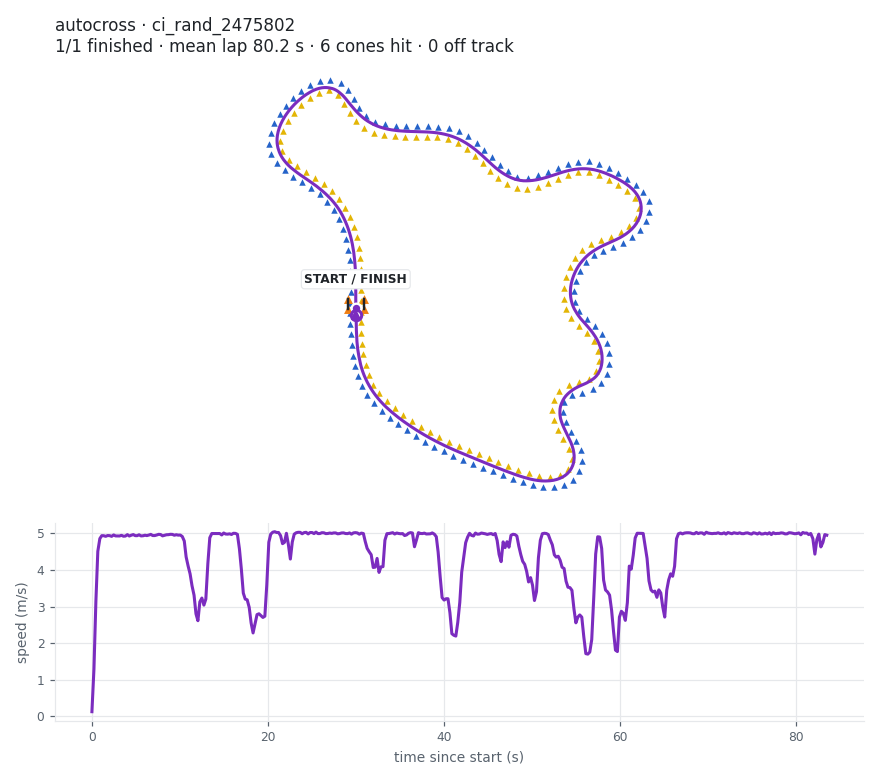 autocross · ci_rand_2475802
1/1 finished · mean lap 80.2 s · 6 cones hit · 0 off track
START / FINISH
5
4
3
2
1
0
speed (m/s)
0 20 40 60 80
time since start (s)